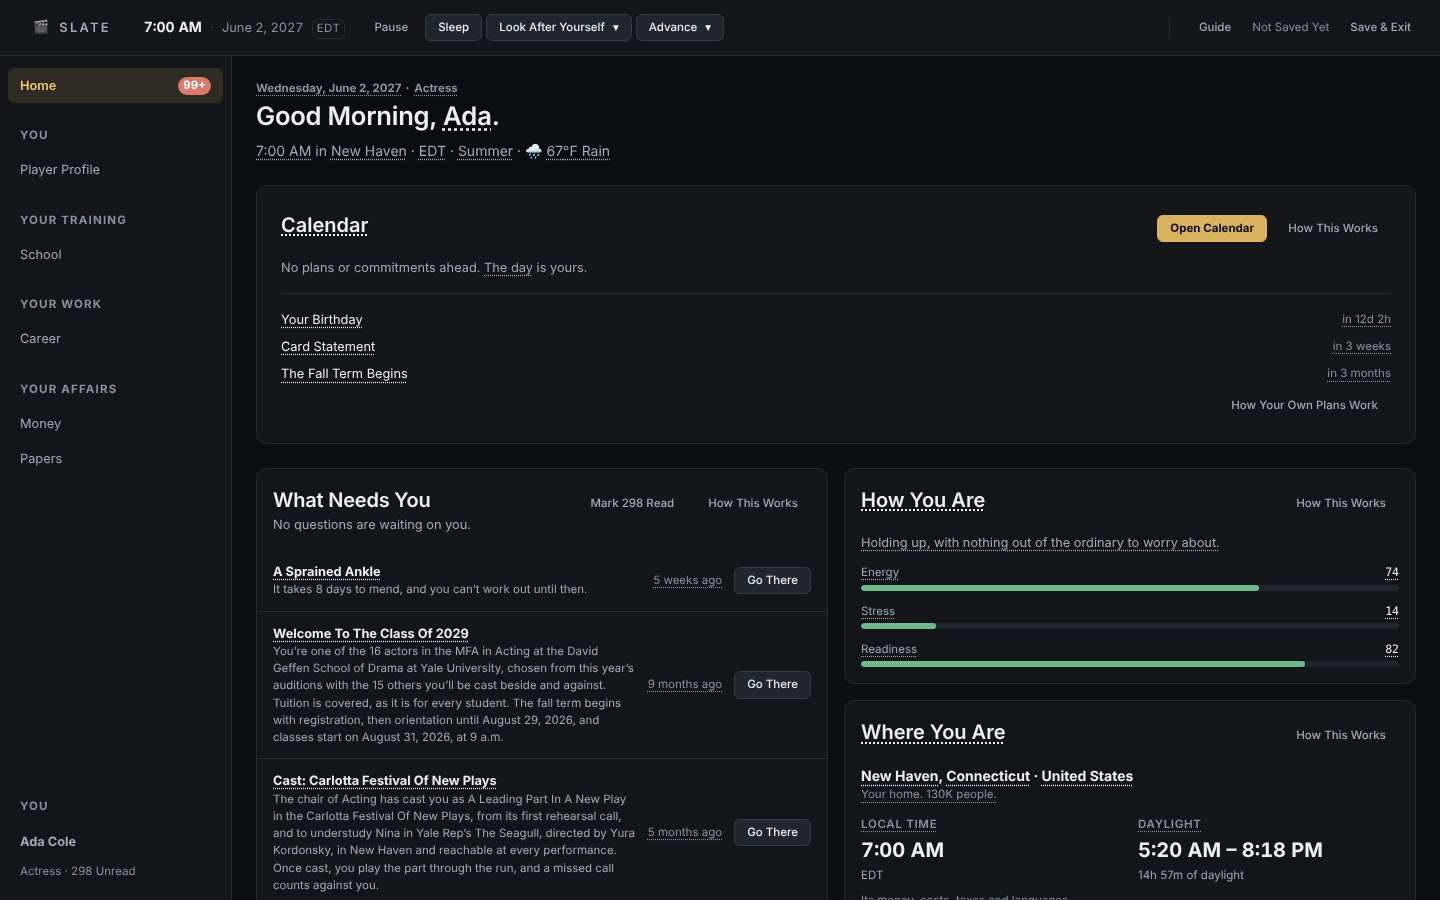 🎬 SLATE
7:00 AM · June 2, 2027 EDT
Pause
Sleep
Look After Yourself ▾
Advance ▾
Guide
Not Saved Yet
Save & Exit
Home 99+
YOU
Player Profile
YOUR TRAINING
School
YOUR WORK
Career
YOUR AFFAIRS
Money
Papers
YOU
Ada Cole
Actress · 298 Unread
Wednesday, June 2, 2027 · Actress
Good Morning, Ada.
7:00 AM in New Haven · EDT · Summer · 🌧️ 67°F Rain
Calendar
Open Calendar
How This Works
No plans or commitments ahead. The day is yours.
Your Birthday in 12d 2h
Card Statement in 3 weeks
The Fall Term Begins in 3 months
How Your Own Plans Work
What Needs You
Mark 298 Read
How This Works
No questions are waiting on you.
A Sprained Ankle
It takes 8 days to mend, and you can't work out until then.
5 weeks ago
Go There
Welcome To The Class Of 2029
You're one of the 16 actors in the MFA in Acting at the David
Geffen School of Drama at Yale University, chosen from this year's
auditions with the 15 others you'll be cast beside and against.
Tuition is covered, as it is for every student. The fall term begins
with registration, then orientation until August 29, 2026, and
classes start on August 31, 2026, at 9 a.m.
9 months ago
Go There
Cast: Carlotta Festival Of New Plays
The chair of Acting has cast you as A Leading Part In A New Play
in the Carlotta Festival Of New Plays, from its first rehearsal call,
and to understudy Nina in Yale Rep's The Seagull, directed by Yura
Kordonsky, in New Haven and reachable at every performance.
Once cast, you play the part through the run, and a missed call
counts against you.
5 months ago
Go There
How You Are
How This Works
Holding up, with nothing out of the ordinary to worry about.
Energy 74
Stress 14
Readiness 82
Where You Are
How This Works
New Haven, Connecticut · United States
Your home. 130K people.
LOCAL TIME
7:00 AM
EDT
DAYLIGHT
5:20 AM – 8:18 PM
14h 57m of daylight
Its money, costs, taxes and languages